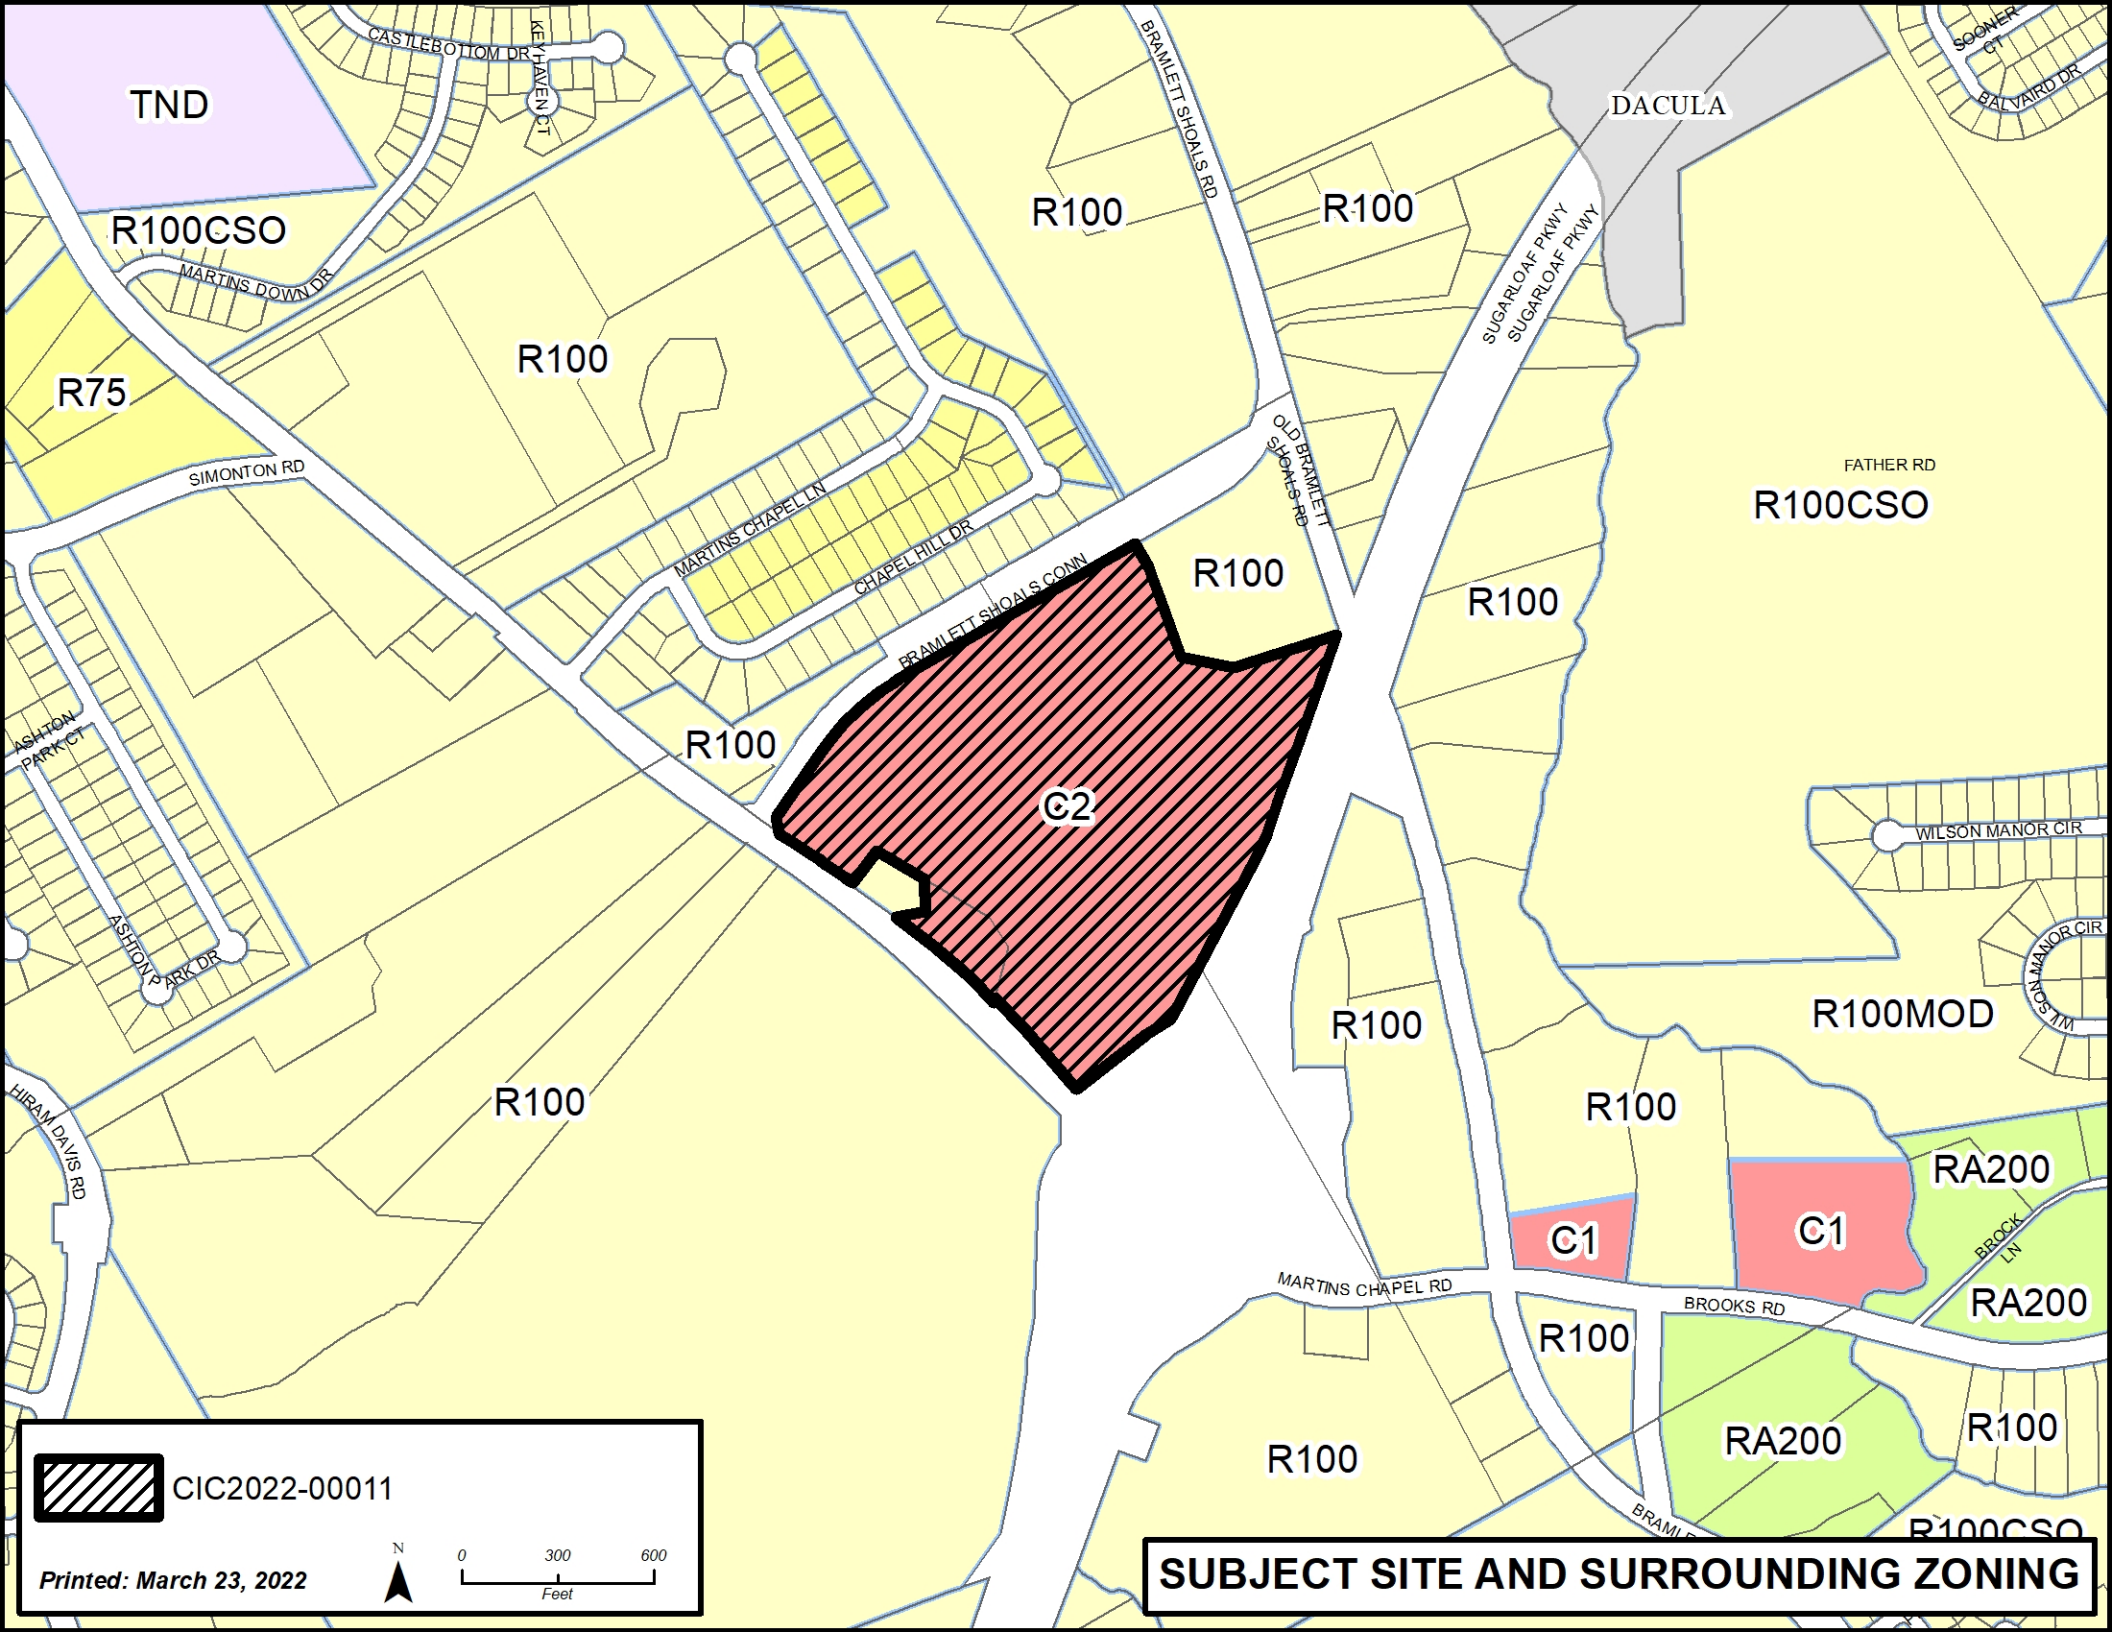 CASTLEBOTTOM DR
KEYHAVEN CT
BRAMLETT SHOALS RD
SOONER
CT
BALVAIRD DR
TND
DACULA
R100CSO
R100
R100
MARTINS DOWN DR
SUGARLOAF PKWY
SUGARLOAF PKWY
R100
R75
SIMONTON RD
OLD BRAMLETT
SHOALS RD
FATHER RD
R100CSO
MARTINS CHAPEL LN
CHAPEL HILL DR
BRAMLETT SHOALS CONN
R100
R100
ASHTON
PARK CT
R100
C2
WILSON MANOR CIR
ASHTON PARK DR
WILSON MANOR CIR
R100MOD
R100
HIRAM DAVIS RD
R100
R100
RA200
C1
C1
BROCK
LN
MARTINS CHAPEL RD
BROOKS RD
RA200
R100
R100
RA200
R100
R100CSO
CIC2022-00011
Printed: March 23, 2022
N
0 300 600
Feet
SUBJECT SITE AND SURROUNDING ZONING